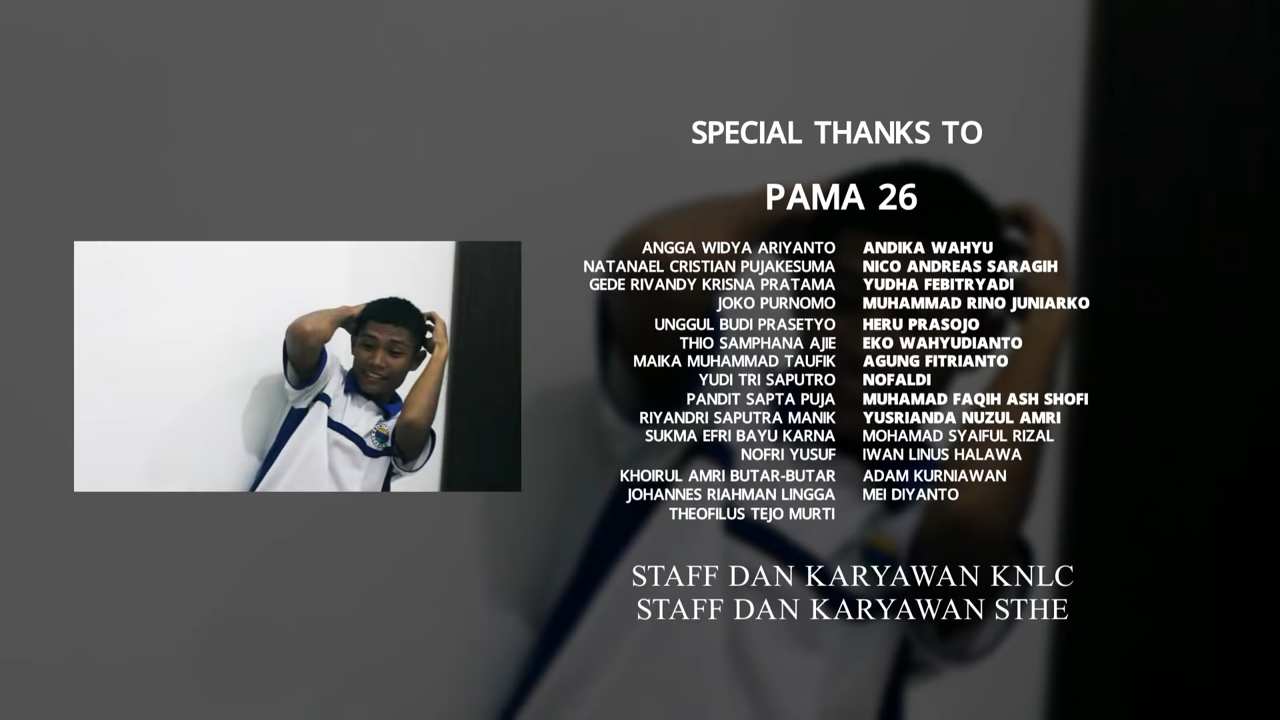 SPECIAL THANKS TO
PAMA 26
ANGGA WIDYA ARIYANTO ANDIKA WAHYU
NATANAEL CRISTIAN PUJAKESUMA NICO ANDREAS SARAGIH
GEDE RIVANDY KRISNA PRATAMA YUDHA FEBITRYADI
JOKO PURNOMO MUHAMMAD RINO JUNIARKO
UNGGUL BUDI PRASETYO HERU PRASOJO
THIO SAMPHANA AJIE EKO WAHYUDIANTO
MAIKA MUHAMMAD TAUFIK AGUNG FITRIANTO
YUDI TRI SAPUTRO NOFALDI
PANDIT SAPTA PUJA MUHAMAD FAQIH ASH SHOFI
RIYANDRI SAPUTRA MANIK YUSRIANDA NUZUL AMRI
SUKMA EFRI BAYU KARNA MOHAMAD SYAIFUL RIZAL
NOFRI YUSUF IWAN LINUS HALAWA
KHOIRUL AMRI BUTAR-BUTAR ADAM KURNIAWAN
JOHANNES RIAHMAN LINGGA MEI DIYANTO
THEOFILUS TEJO MURTI
STAFF DAN KARYAWAN KNLC
STAFF DAN KARYAWAN STHE